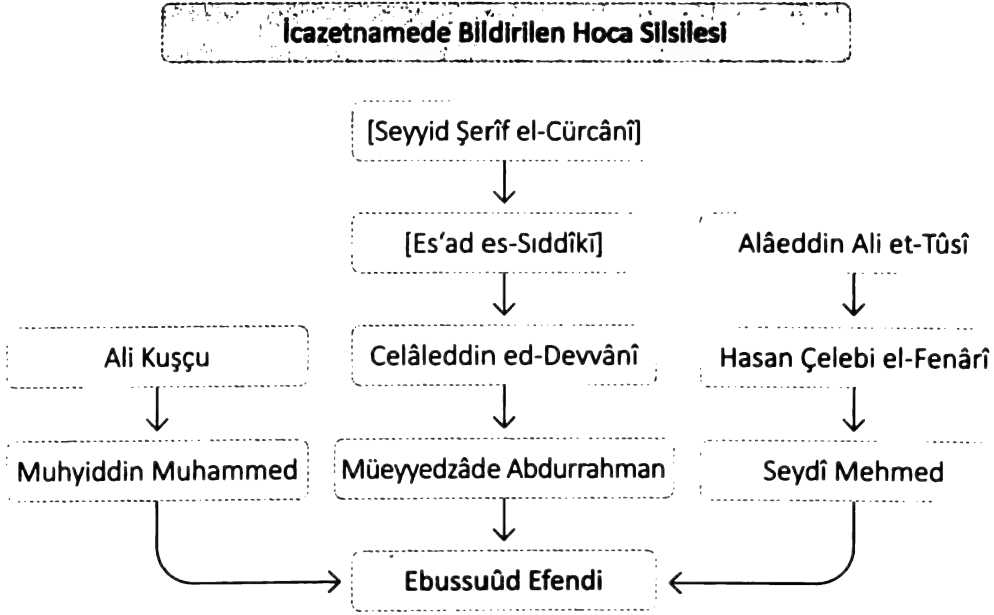 İcazetnamede Bildirilen Hoca Silsilesi
[Seyyid Şerîf el-Cürcânî]
[Es‘ad es-Sıddîkī]
Alâeddin Ali et-Tûsî
Ali Kuşçu
Celâleddin ed-Devvânî
Hasan Çelebi el-Fenârî
Muhyiddin Muhammed
Müeyyedzâde Abdurrahman
Seydî Mehmed
Ebussuûd Efendi